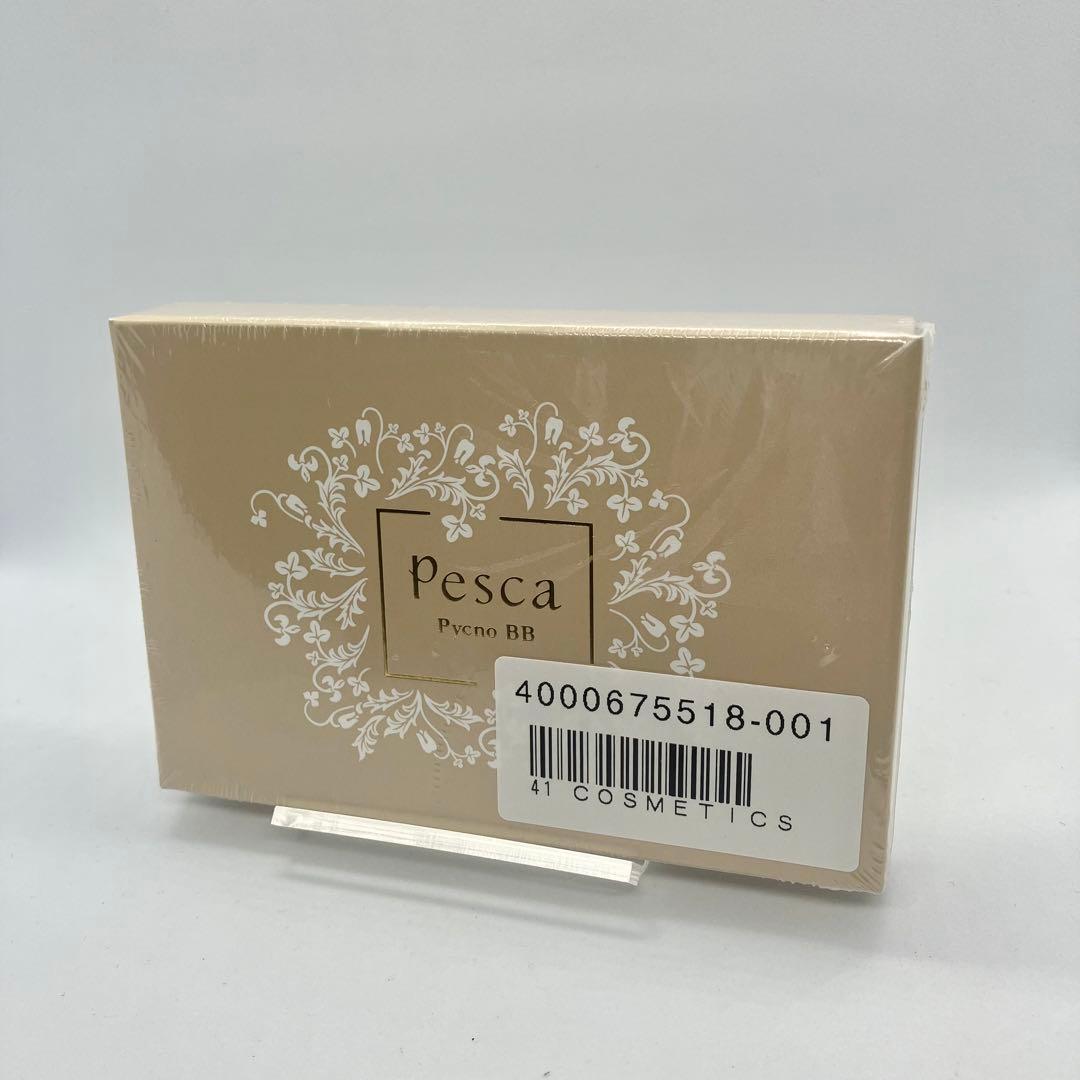 Pesca
Pycno BB
4000675518-001
41 COSMETICS